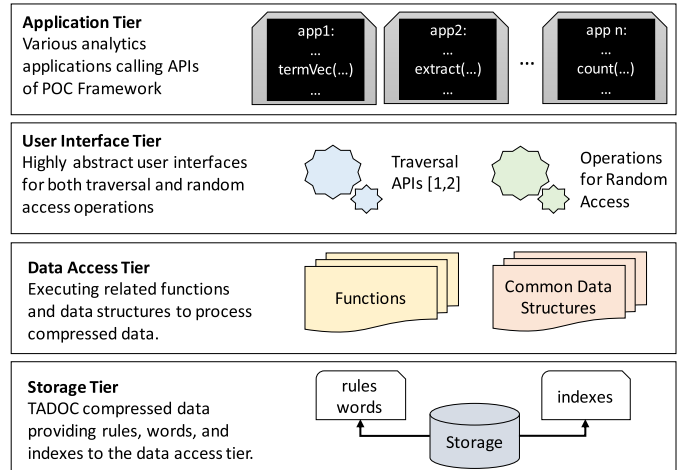 Application Tier
Various analytics
applications calling APIs
of POC Framework
app1:
...
termVec(...)
...
app2:
...
extract(...)
...
...
app n:
...
count(...)
...
User Interface Tier
Highly abstract user interfaces
for both traversal and random
access operations
Traversal
APIs [1,2]
Operations
for Random
Access
Data Access Tier
Executing related functions
and data structures to process
compressed data.
Functions
Common Data
Structures
Storage Tier
TADOC compressed data
providing rules, words, and
indexes to the data access tier.
rules
words
Storage
indexes